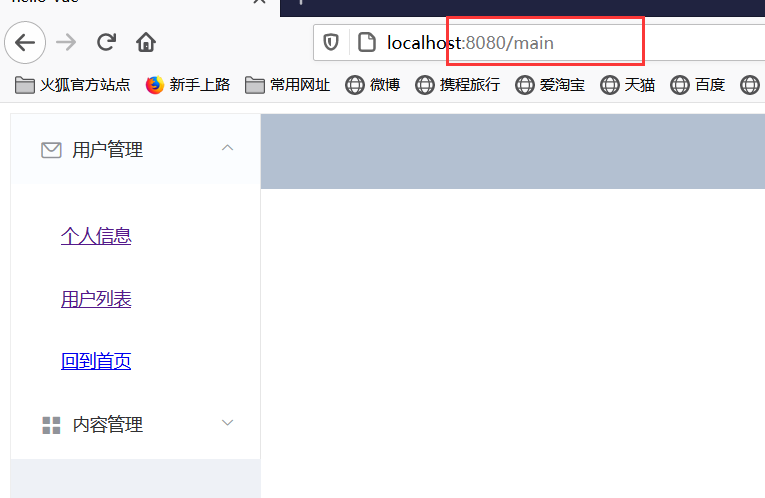 hello-vue
localhost:8080/main
火狐官方站点 新手上路 常用网址 微博 携程旅行 爱淘宝 天猫 百度
用户管理
个人信息
用户列表
回到首页
内容管理